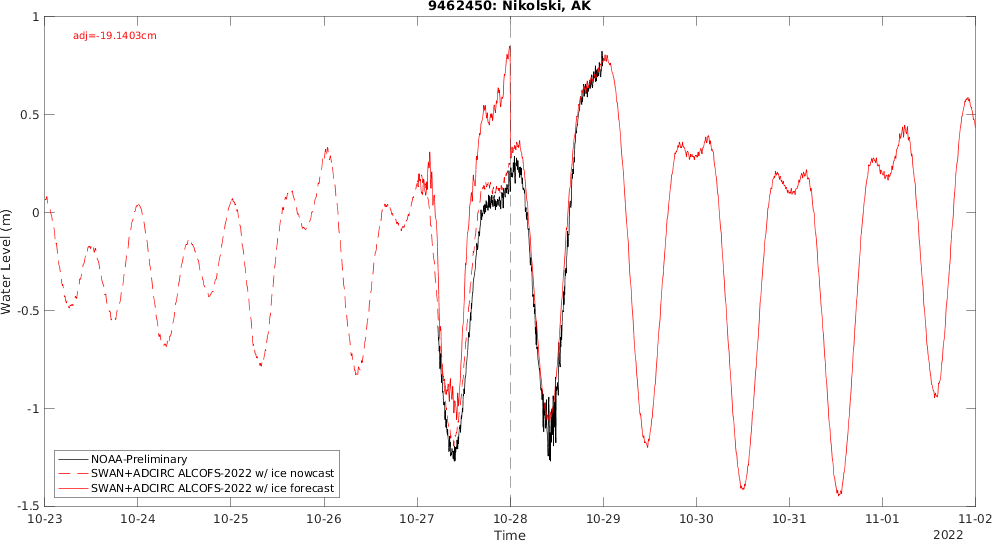 9462450: Nikolski, AK
adj=-19.1403cm
Water Level (m)
1
0.5
0
-0.5
-1
-1.5
NOAA-Preliminary
SWAN+ADCIRC ALCOFS-2022 w/ ice nowcast
SWAN+ADCIRC ALCOFS-2022 w/ ice forecast
10-23 10-24 10-25 10-26 10-27 10-28 10-29 10-30 10-31 11-01 11-02
Time
2022